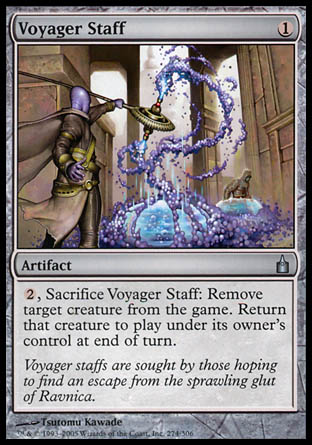 Voyager Staff 1
Artifact
2, Sacrifice Voyager Staff: Remove
target creature from the game. Return
that creature to play under its owner's
control at end of turn.
Voyager staffs are sought by those hoping
to find an escape from the sprawling glut
of Ravnica.
Tsutomu Kawade
™ & © 1993–2005 Wizards of the Coast, Inc. 274/306